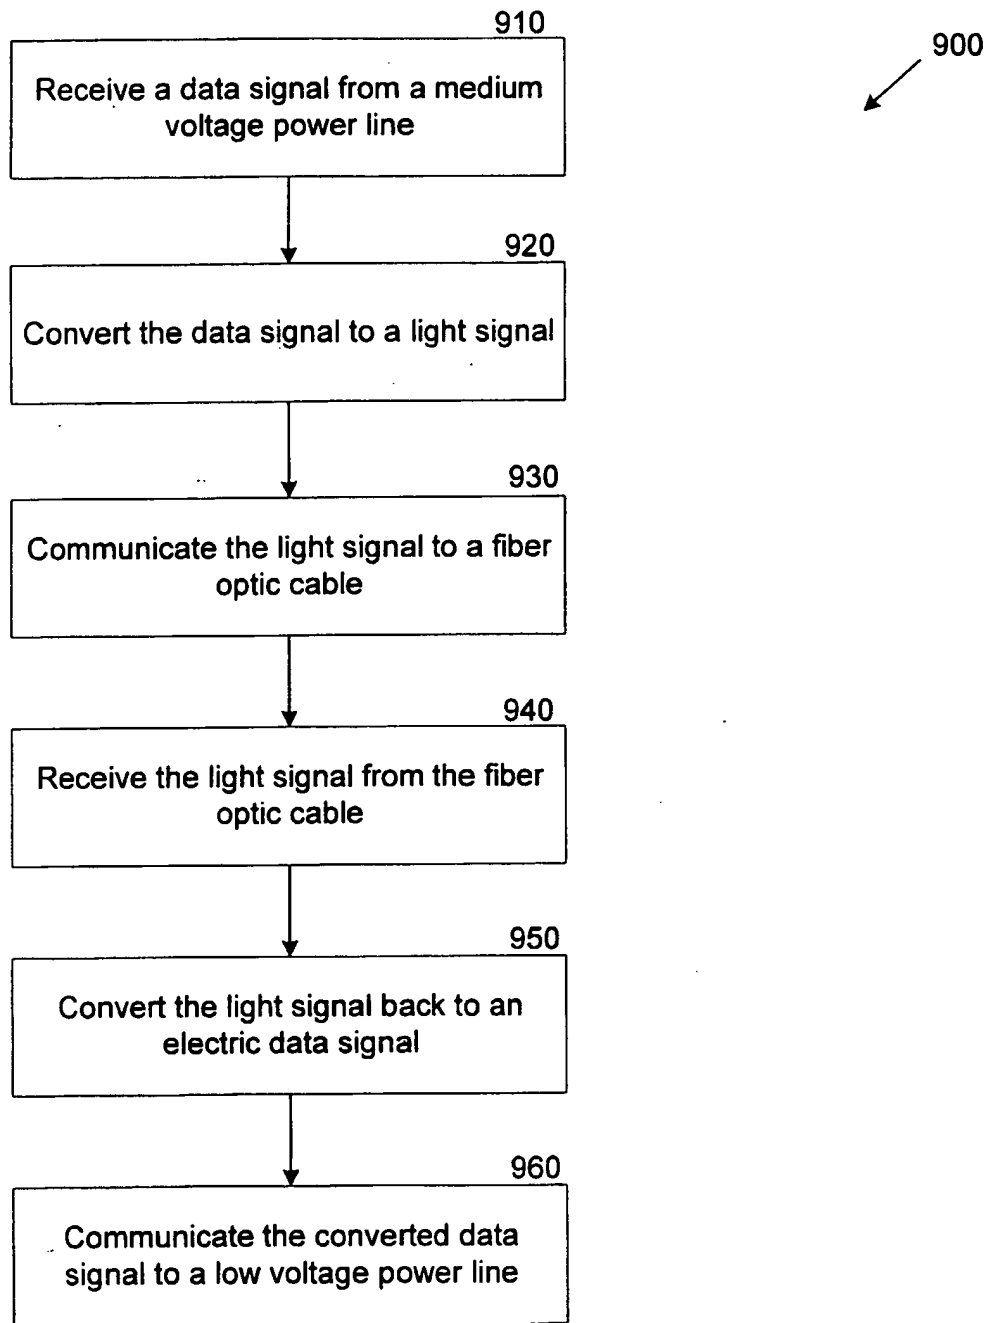 910
900
Receive a data signal from a medium
voltage power line
920
Convert the data signal to a light signal
930
Communicate the light signal to a fiber
optic cable
940
Receive the light signal from the fiber
optic cable
950
Convert the light signal back to an
electric data signal
960
Communicate the converted data
signal to a low voltage power line